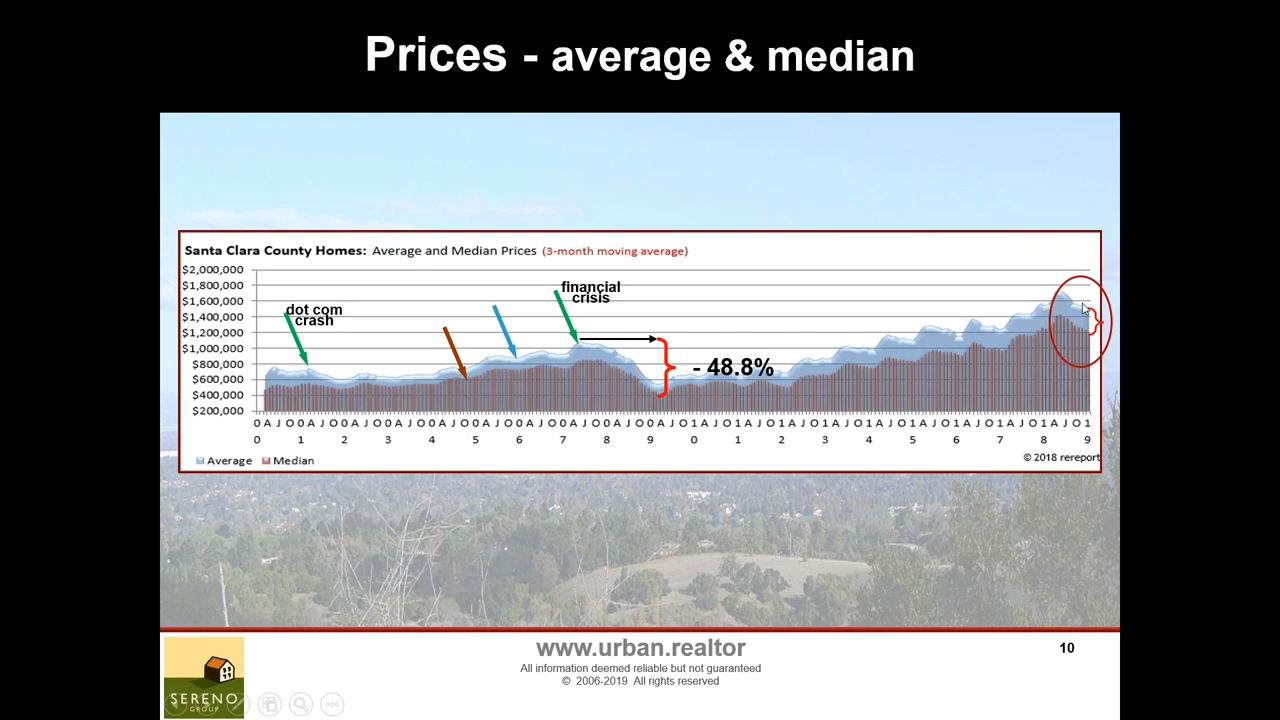 Prices - average & median
Santa Clara County Homes: Average and Median Prices (3-month moving average)
$2,000,000
$1,800,000
$1,600,000
$1,400,000
$1,200,000
$1,000,000
$800,000
$600,000
$400,000
$200,000
dot com
crash
financial
crisis
- 48.8%
0 A J O 0 A J O 0 A J O 0 A J O 0 A J O 0 A J O 0 A J O 0 A J O 0 A J O 0 A J O 1 A J O 1 A J O 1 A J O 1 A J O 1 A J O 1 A J O 1 A J O 1 A J O 1 A J O 1
0 1 2 3 4 5 6 7 8 9 0 1 2 3 4 5 6 7 8 9
Average Median
© 2018 rereport
www.urban.realtor
10
All information deemed reliable but not guaranteed
© 2006-2019 All rights reserved
SERENO
GROUP